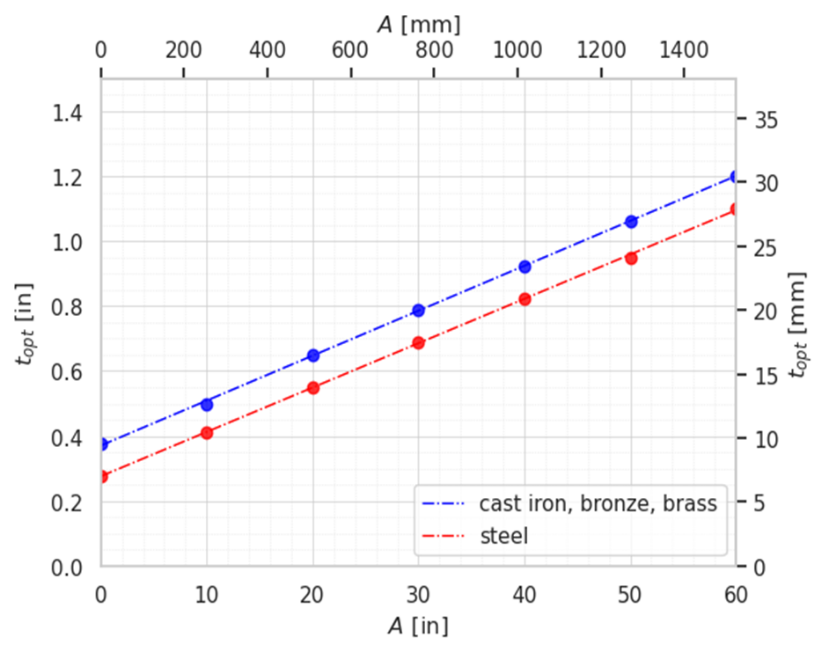 A [mm]
0 200 400 600 800 1000 1200 1400
1.4
1.2
1.0
0.8
0.6
0.4
0.2
0.0
t_opt [in]
35
30
25
20
15
10
5
0
t_opt [mm]
cast iron, bronze, brass
steel
0 10 20 30 40 50 60
A [in]